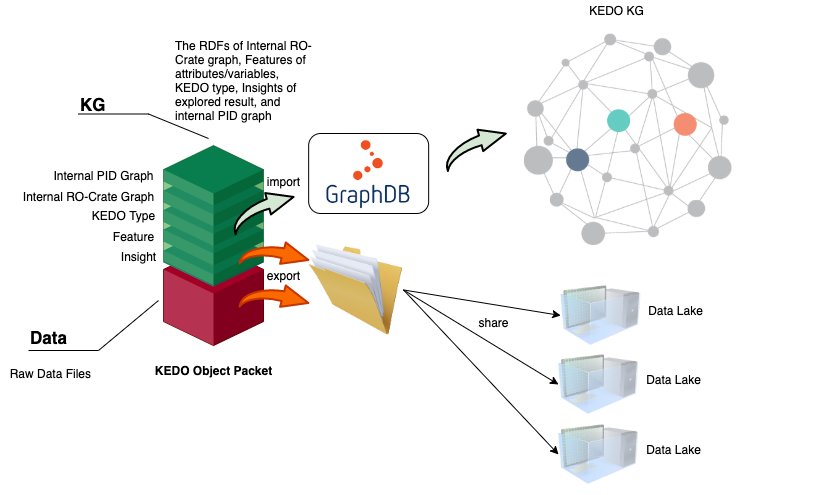 KEDO KG
The RDFs of Internal RO-
Crate graph, Features of
attributes/variables,
KEDO type, Insights of
explored result, and
internal PID graph
KG
Internal PID Graph
Internal RO-Crate Graph
KEDO Type
Feature
Insight
import
GraphDB
export
share
Data Lake
Data Lake
Data Lake
Data
Raw Data Files
KEDO Object Packet